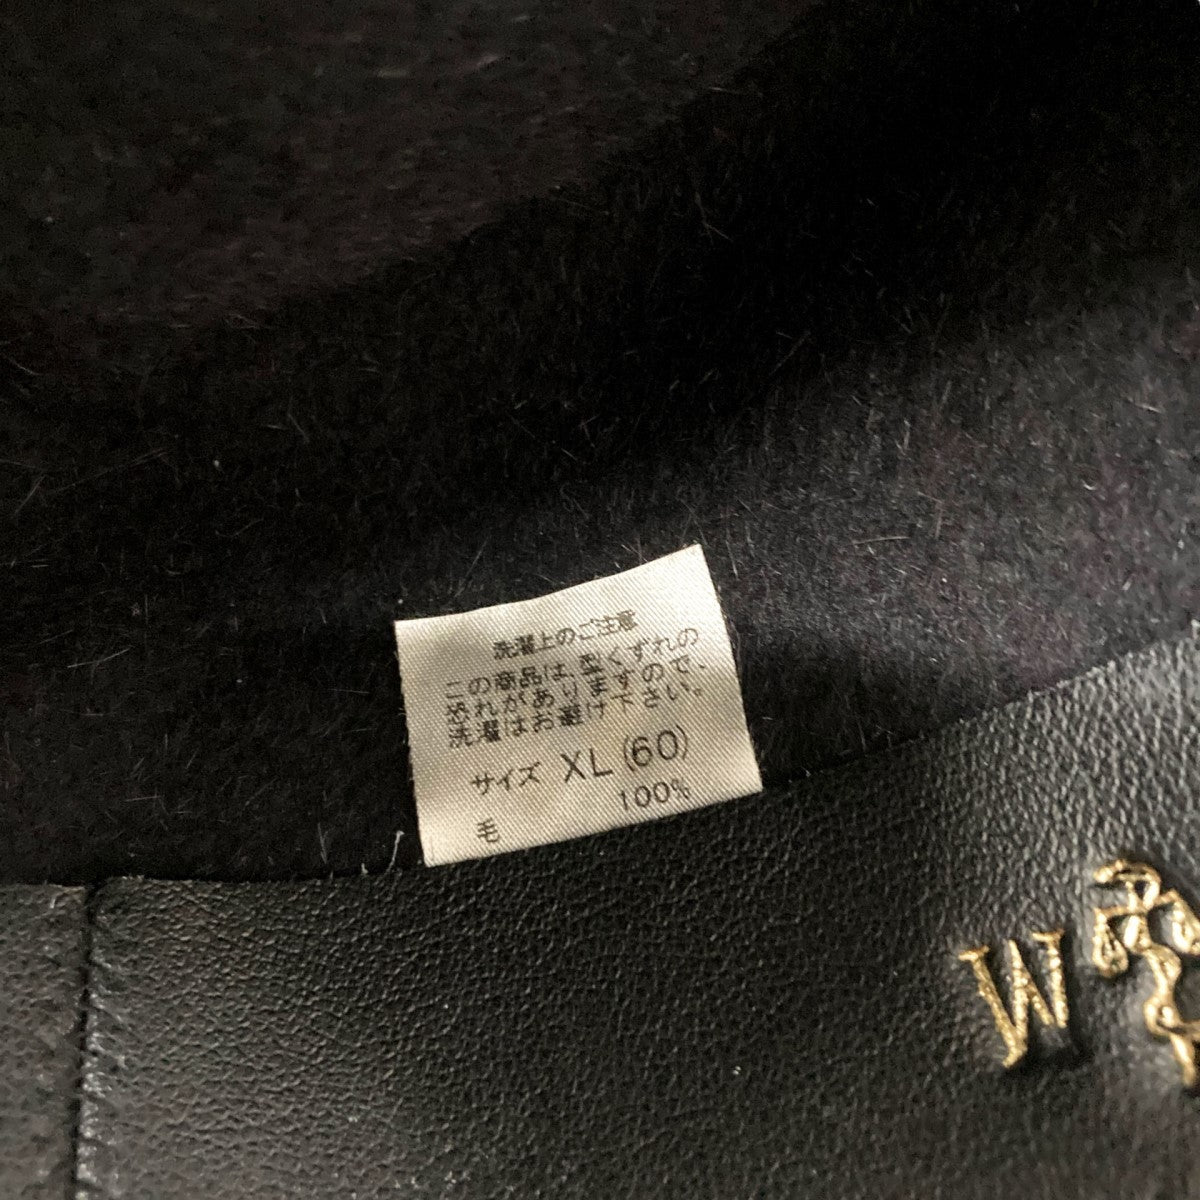 洗濯上のご注意
この商品は、型くずれの
恐れがありますので、
洗濯はお避け下さい。
サイズ XL(60)
毛 100%
W